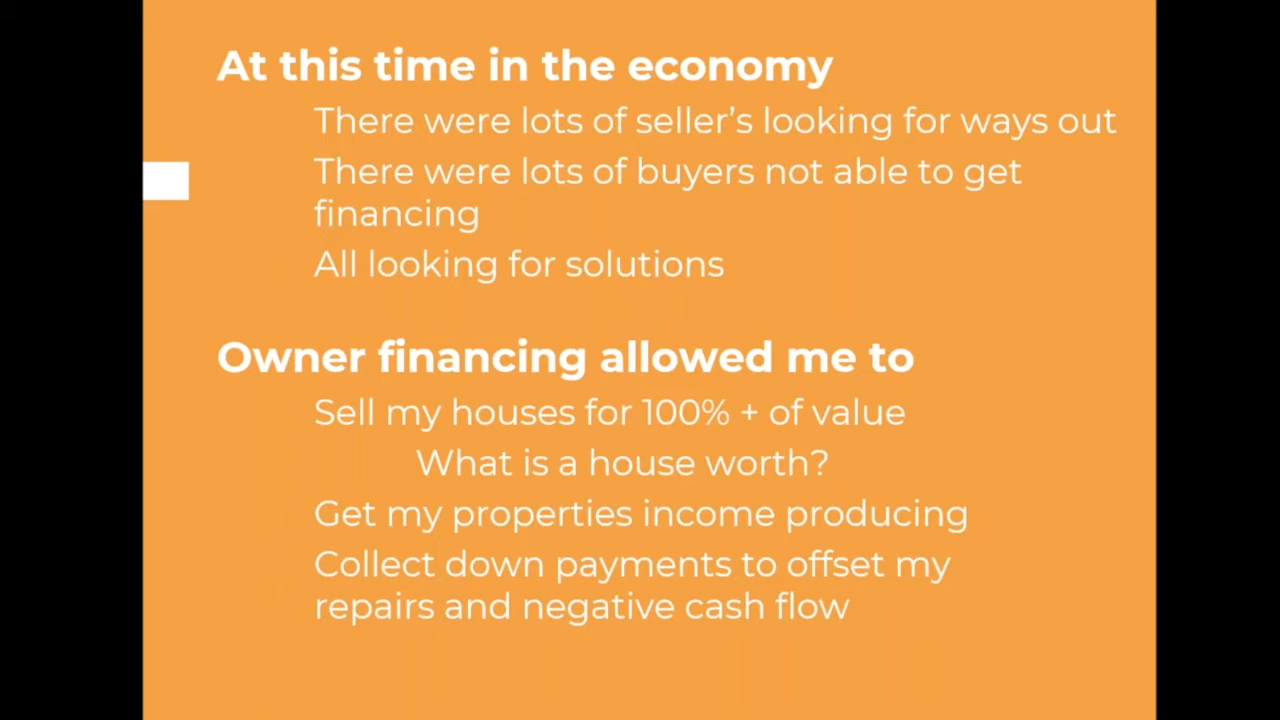 At this time in the economy
There were lots of seller's looking for ways out
There were lots of buyers not able to get
financing
All looking for solutions
Owner financing allowed me to
Sell my houses for 100% + of value
What is a house worth?
Get my properties income producing
Collect down payments to offset my
repairs and negative cash flow